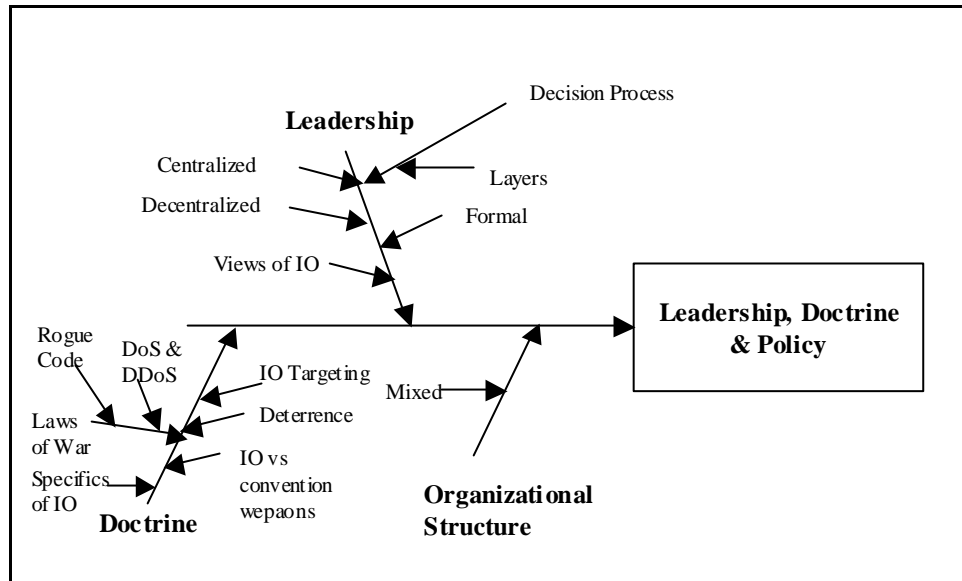 Decision Process
Leadership
Centralized
Layers
Decentralized
Formal
Views of IO
Leadership, Doctrine
& Policy
Rogue
Code
DoS &
DDoS
IO Targeting
Mixed
Deterrence
Laws
of War
IO vs
convention
wepaons
Specifics
of IO
Doctrine
Organizational
Structure